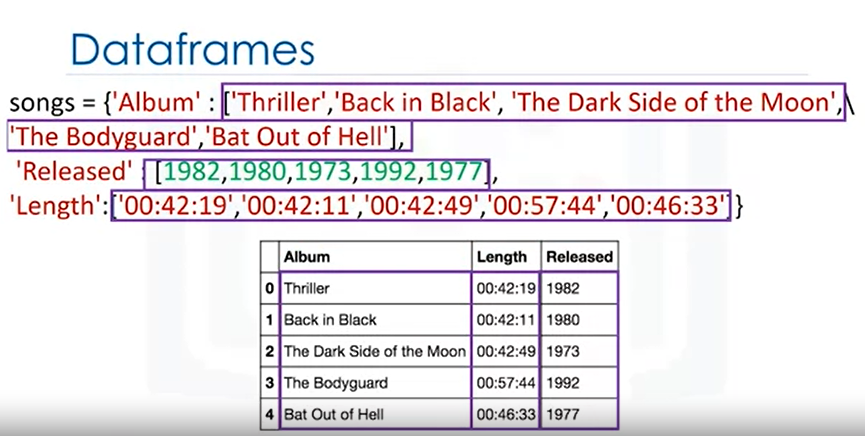 Dataframes
songs = {'Album' : ['Thriller','Back in Black', 'The Dark Side of the Moon',\
'The Bodyguard','Bat Out of Hell'],
'Released' : [1982,1980,1973,1992,1977],
'Length':['00:42:19','00:42:11','00:42:49','00:57:44','00:46:33']}
Album Length Released
0 Thriller 00:42:19 1982
1 Back in Black 00:42:11 1980
2 The Dark Side of the Moon 00:42:49 1973
3 The Bodyguard 00:57:44 1992
4 Bat Out of Hell 00:46:33 1977